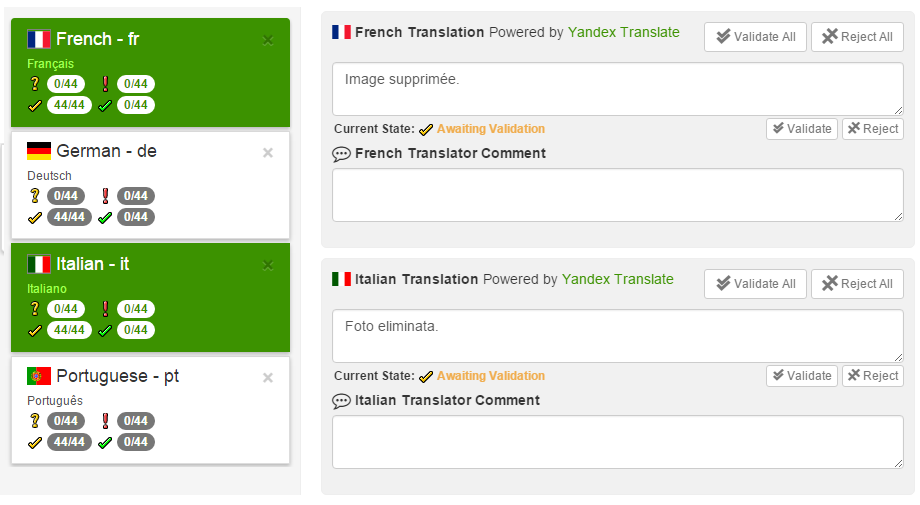 French - fr
Français
0/44 0/44
44/44 0/44
German - de
Deutsch
0/44 0/44
44/44 0/44
Italian - it
Italiano
0/44 0/44
44/44 0/44
Portuguese - pt
Português
0/44 0/44
44/44 0/44
French Translation Powered by Yandex Translate Validate All Reject All
Image supprimée.
Current State: Awaiting Validation Validate Reject
French Translator Comment
Italian Translation Powered by Yandex Translate Validate All Reject All
Foto eliminata.
Current State: Awaiting Validation Validate Reject
Italian Translator Comment